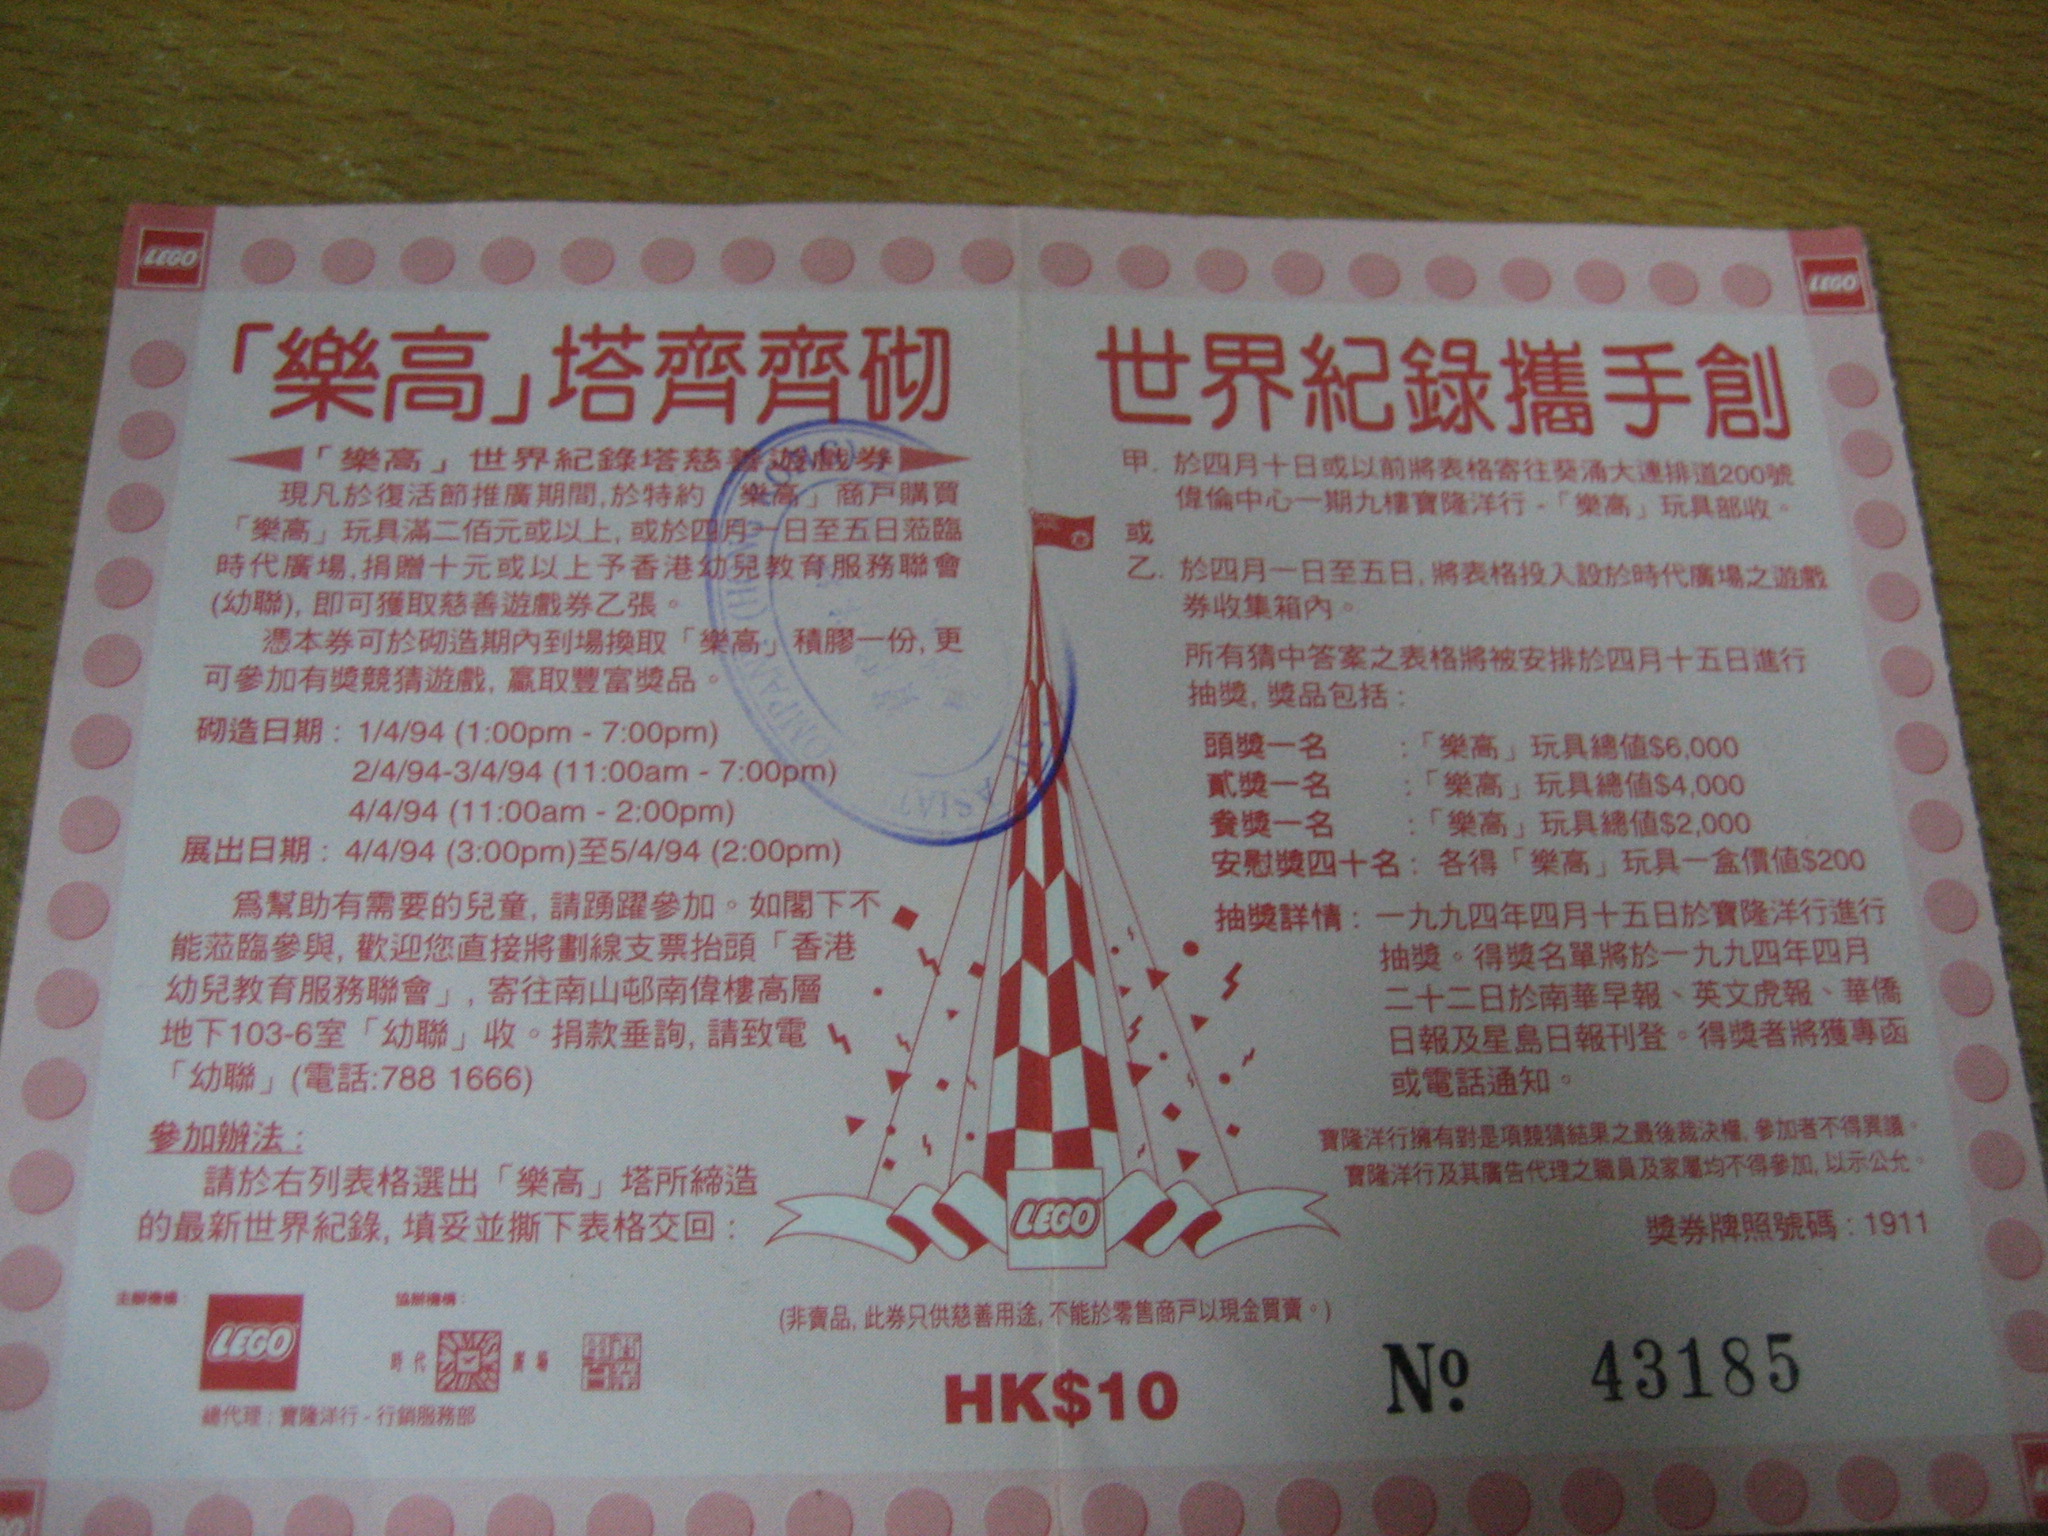 LEGO
LEGO
「樂高」塔齊齊砌
世界紀錄攜手創
「樂高」世界紀錄塔慈善遊戲券
現凡於復活節推廣期間,於特約「樂高」商戶購買
「樂高」玩具滿二佰元或以上,或於四月一日至五日蒞臨
時代廣場,捐贈十元或以上予香港幼兒教育服務聯會
(幼聯),即可獲取慈善遊戲券乙張。
憑本券可於砌造期內到場換取「樂高」積膠一份,更
可參加有獎競猜遊戲,贏取豐富獎品。
砌造日期：1/4/94 (1:00pm - 7:00pm)
2/4/94-3/4/94 (11:00am - 7:00pm)
4/4/94 (11:00am - 2:00pm)
展出日期：4/4/94 (3:00pm)至5/4/94 (2:00pm)
爲幫助有需要的兒童,請踴躍參加。如閣下不
能蒞臨參與,歡迎您直接將劃線支票抬頭「香港
幼兒教育服務聯會」,寄往南山邨南偉樓高層
地下103-6室「幼聯」收。捐款垂詢,請致電
「幼聯」(電話:788 1666)
參加辦法：
請於右列表格選出「樂高」塔所締造
的最新世界紀錄,填妥並撕下表格交回：
甲. 於四月十日或以前將表格寄往葵涌大連排道200號
偉倫中心一期九樓寶隆洋行 -「樂高」玩具部收。
或
乙. 於四月一日至五日,將表格投入設於時代廣場之遊戲
券收集箱內。
所有猜中答案之表格將被安排於四月十五日進行
抽獎,獎品包括：
頭獎一名 ：「樂高」玩具總值$6,000
貳獎一名 ：「樂高」玩具總值$4,000
叁獎一名 ：「樂高」玩具總值$2,000
安慰獎四十名：各得「樂高」玩具一盒價值$200
抽獎詳情：一九九四年四月十五日於寶隆洋行進行
抽獎。得獎名單將於一九九四年四月
二十二日於南華早報、英文虎報、華僑
日報及星島日報刊登。得獎者將獲專函
或電話通知。
寶隆洋行擁有對是項競猜結果之最後裁決權,參加者不得異議。
寶隆洋行及其廣告代理之職員及家屬均不得參加,以示公允。
獎券牌照號碼：1911
LEGO
主辦機構：
LEGO
總代理：寶隆洋行 - 行銷服務部
協辦機構：
時代廣場
(非賣品,此券只供慈善用途,不能於零售商戶以現金買賣。)
HK$10
Nº 43185